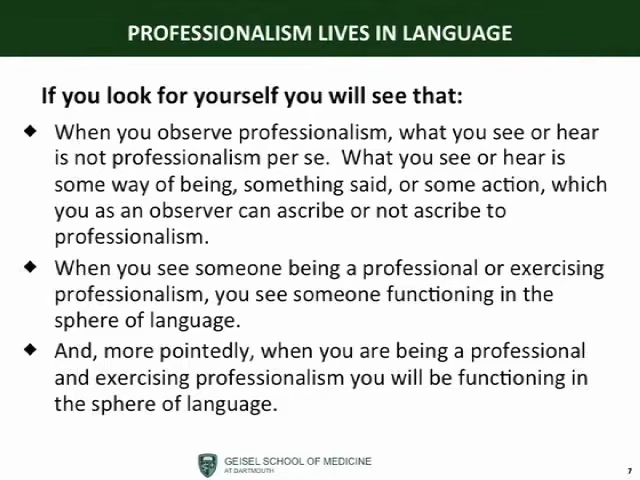 PROFESSIONALISM LIVES IN LANGUAGE
If you look for yourself you will see that:
◆ When you observe professionalism, what you see or hear
is not professionalism per se. What you see or hear is
some way of being, something said, or some action, which
you as an observer can ascribe or not ascribe to
professionalism.
◆ When you see someone being a professional or exercising
professionalism, you see someone functioning in the
sphere of language.
◆ And, more pointedly, when you are being a professional
and exercising professionalism you will be functioning in
the sphere of language.
GEISEL SCHOOL OF MEDICINE
AT DARTMOUTH
7